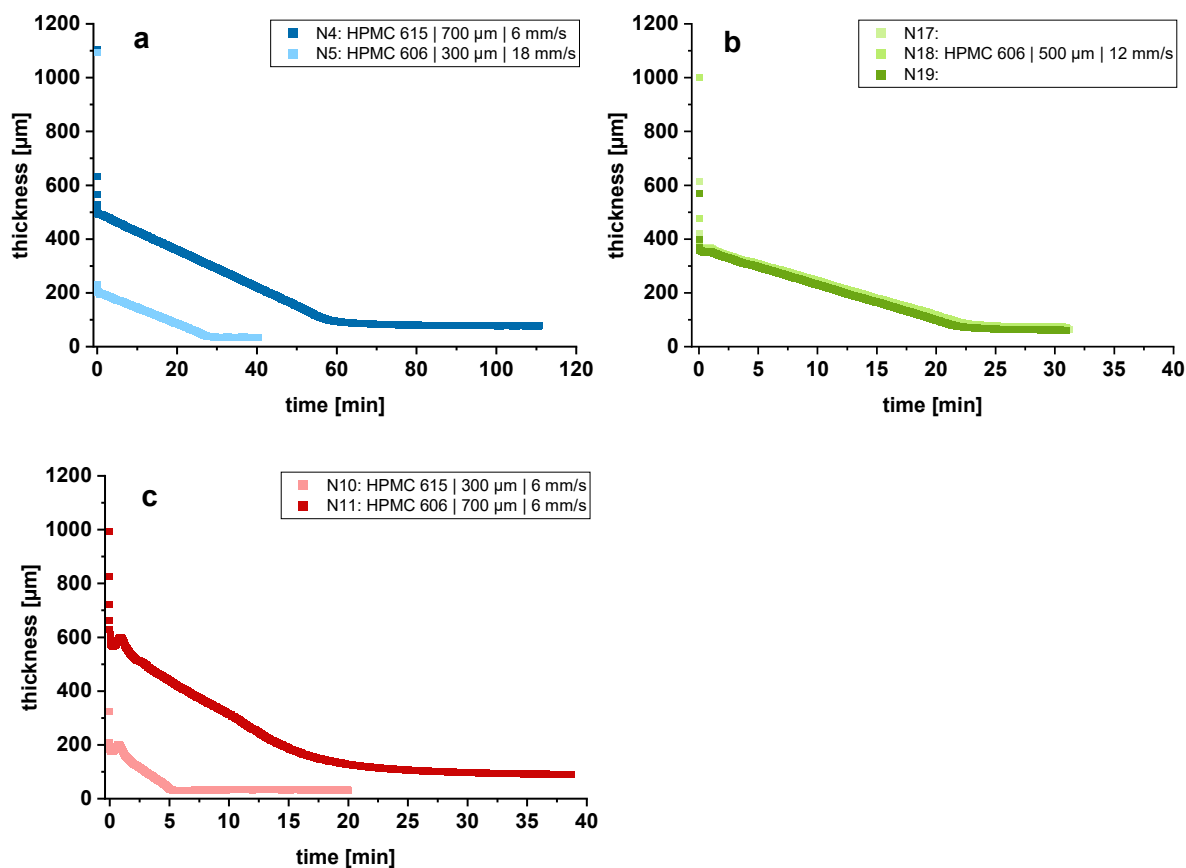 a
N4: HPMC 615 | 700 µm | 6 mm/s
N5: HPMC 606 | 300 µm | 18 mm/s
1200
1000
800
600
400
200
0
thickness [µm]
0 20 40 60 80 100 120
time [min]
b
N17:
N18: HPMC 606 | 500 µm | 12 mm/s
N19:
1200
1000
800
600
400
200
0
thickness [µm]
0 5 10 15 20 25 30 35 40
time [min]
c
N10: HPMC 615 | 300 µm | 6 mm/s
N11: HPMC 606 | 700 µm | 6 mm/s
1200
1000
800
600
400
200
0
thickness [µm]
0 5 10 15 20 25 30 35 40
time [min]